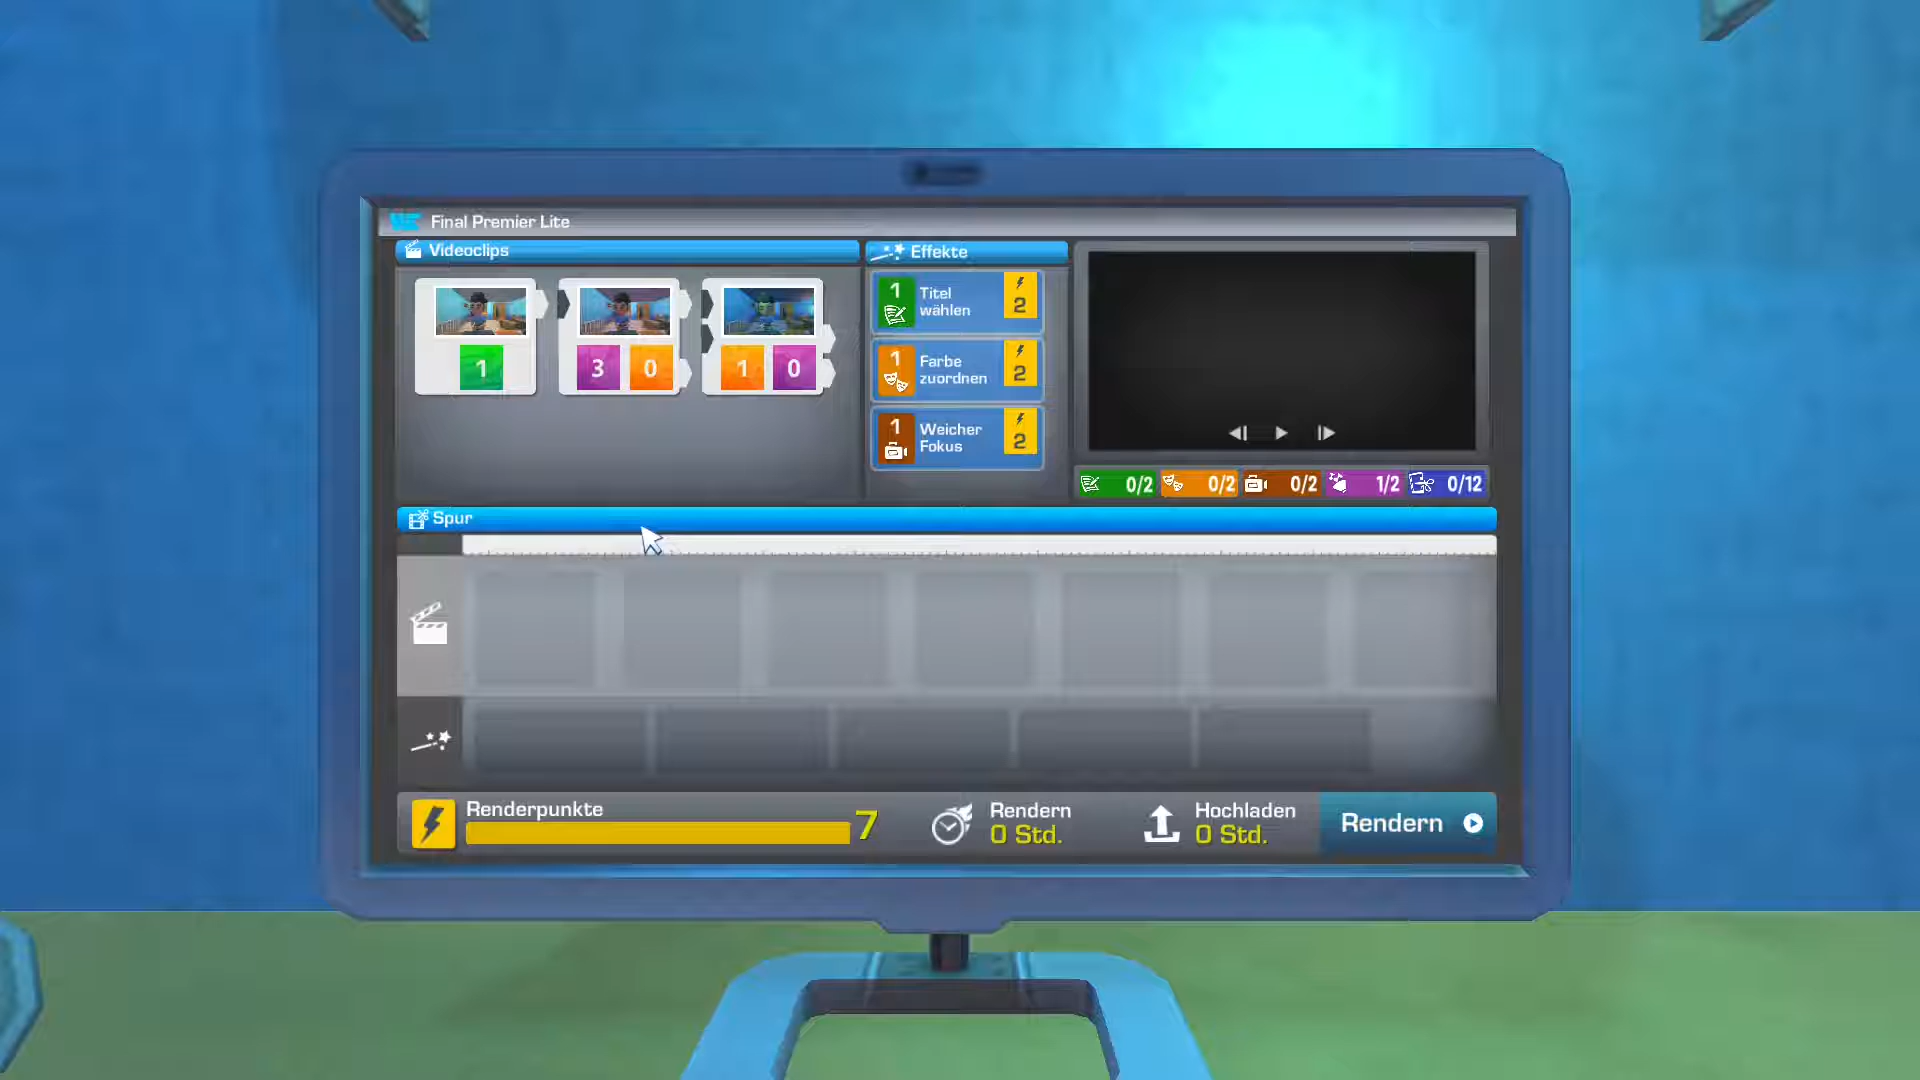 Final Premier Lite
Videoclips
Effekte
1
3 0
1 0
1 Titel wählen 2
1 Farbe zuordnen 2
1 Weicher Fokus 2
0/2 0/2 0/2 1/2 0/12
Spur
Renderpunkte 7
Rendern
0 Std.
Hochladen
0 Std.
Rendern